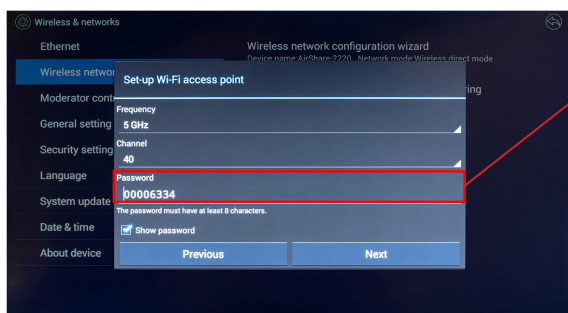 Wireless & networks
Ethernet
Wireless network configuration wizard
Device name:AirShare-2220 Network mode:Wireless direct mode
Wireless networ
ring
Moderator cont
General setting
Security setting
Language
System update
Date & time
About device
Set-up Wi-Fi access point
Frequency
5 GHz
Channel
40
Password
00006334
The password must have at least 8 characters.
Show password
Previous
Next